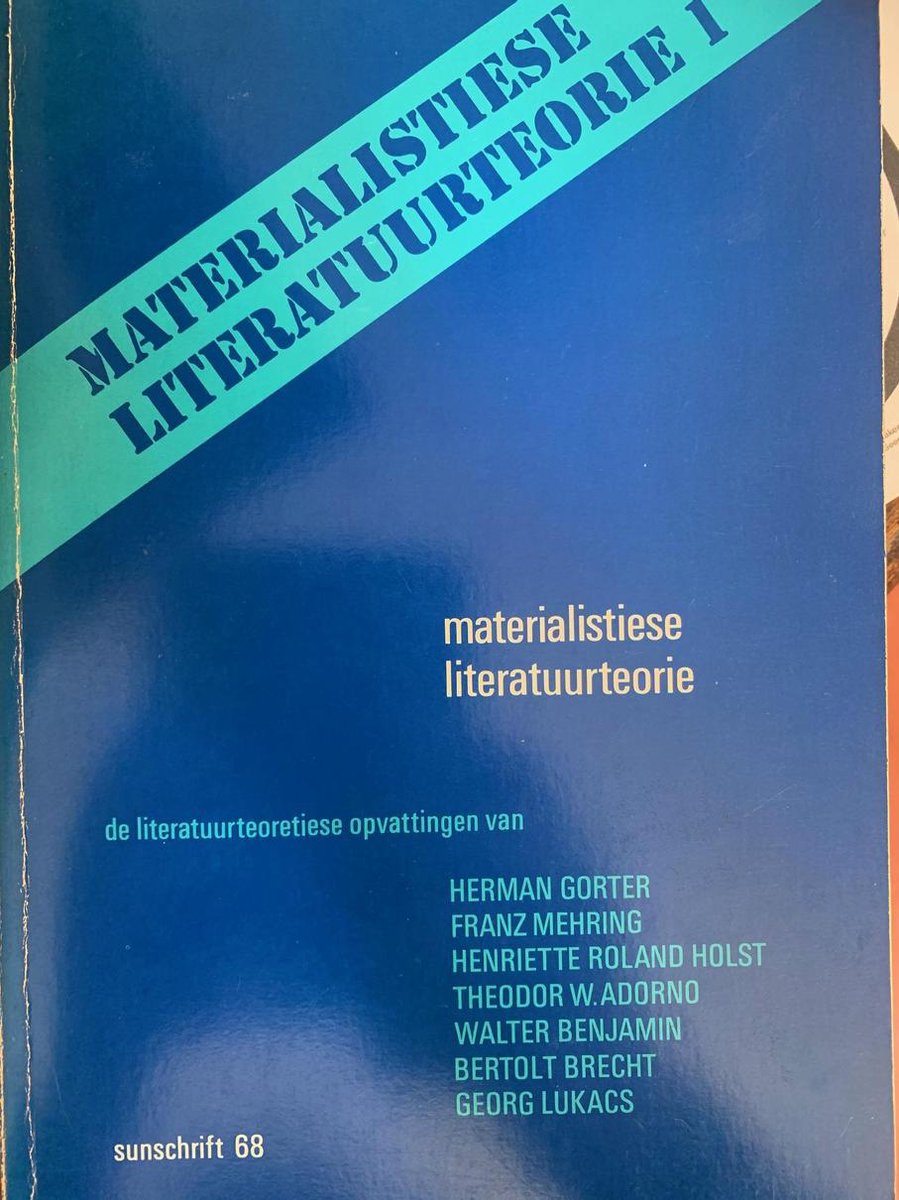 MATERIALISTIESE
LITERATUURTEORIE 1
materialistiese
literatuurteorie
de literatuurteoretiese opvattingen van
HERMAN GORTER
FRANZ MEHRING
HENRIETTE ROLAND HOLST
THEODOR W. ADORNO
WALTER BENJAMIN
BERTOLT BRECHT
GEORG LUKACS
sunschrift 68